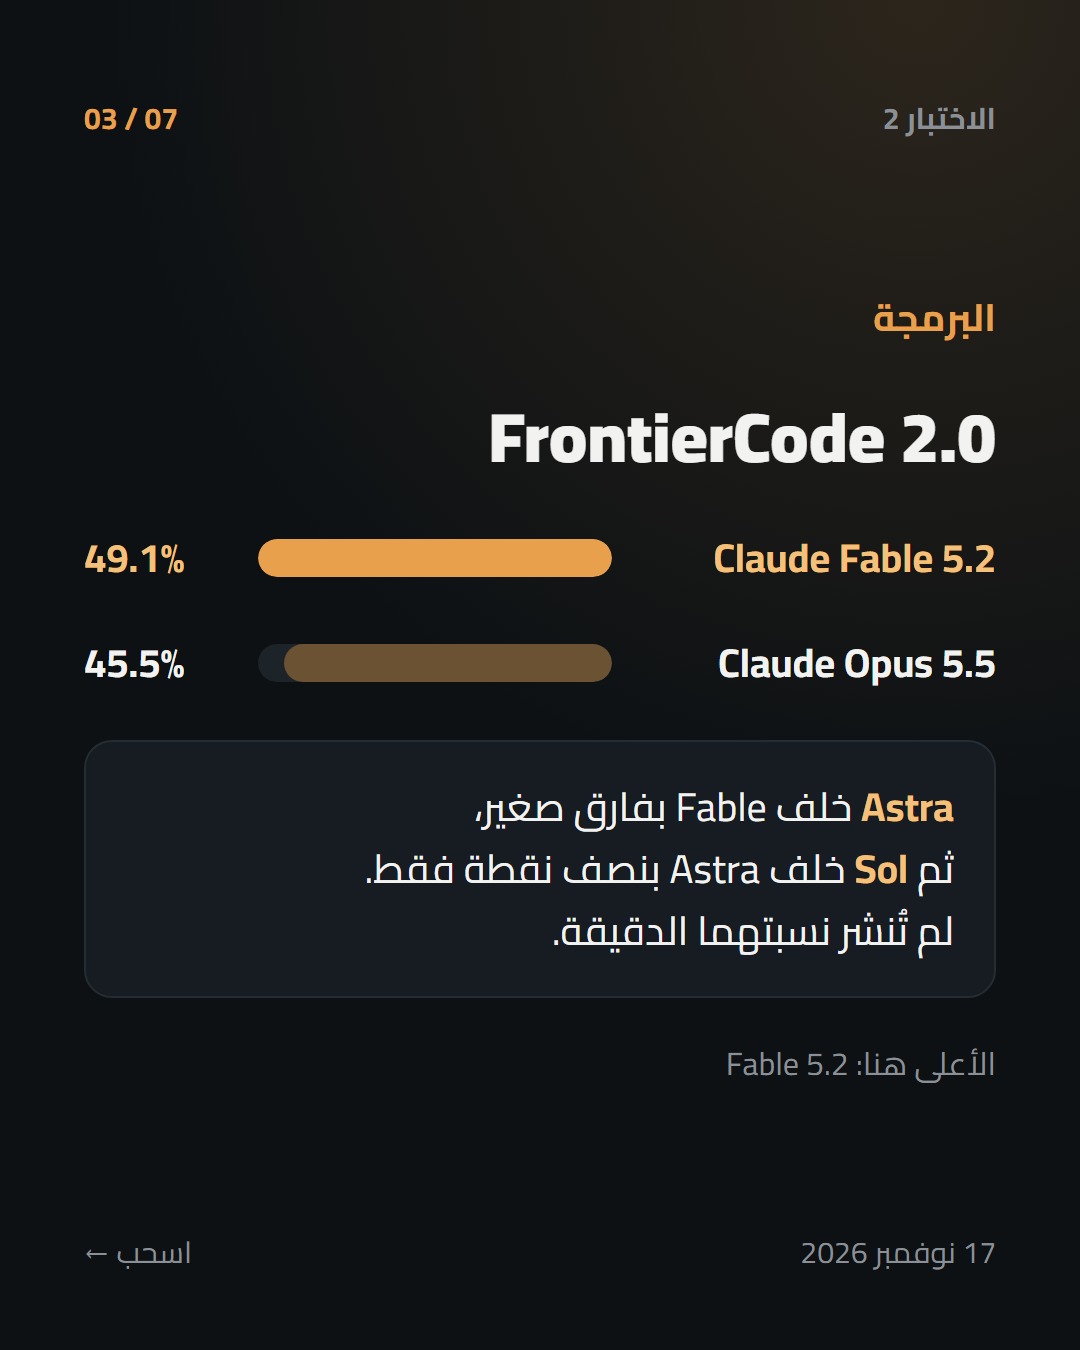 الاختبار 2
03 / 07
البرمجة
FrontierCode 2.0
Claude Fable 5.2
49.1%
Claude Opus 5.5
45.5%
Astra خلف Fable بفارق صغير،
ثم Sol خلف Astra بنصف نقطة فقط.
لم تُنشر نسبتهما الدقيقة.
الأعلى هنا: Fable 5.2
17 نوفمبر 2026
اسحب ←